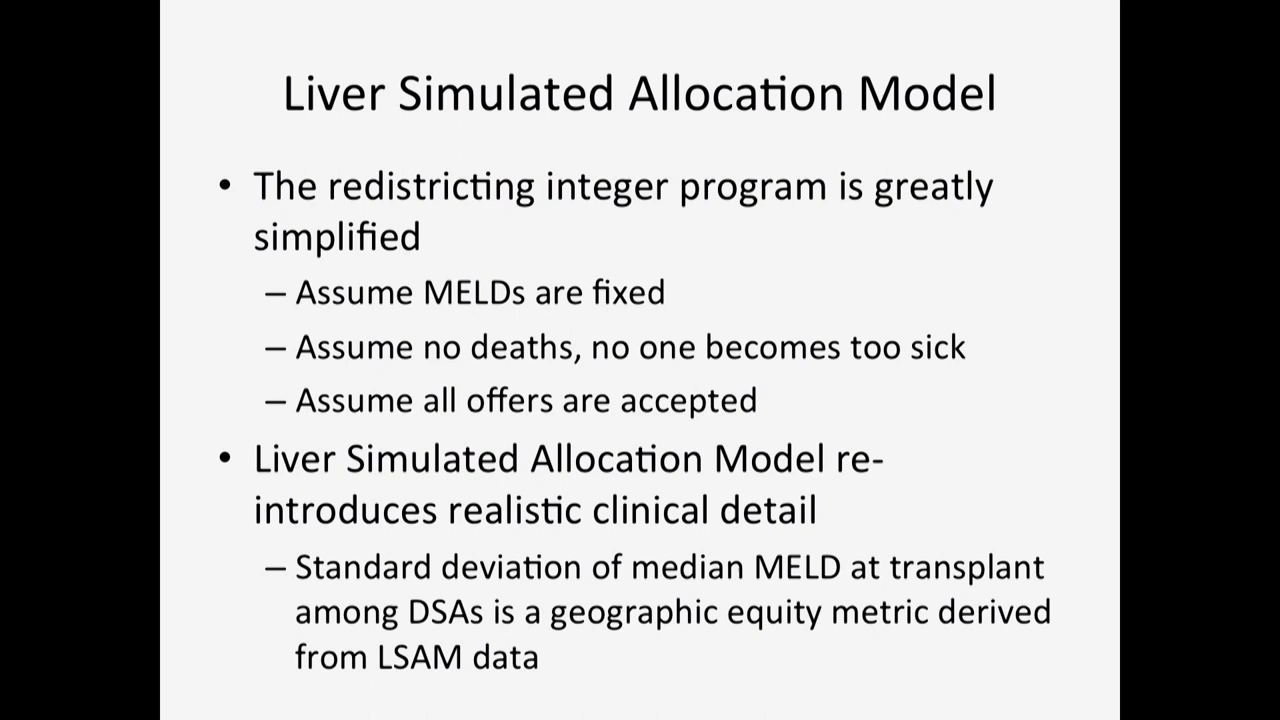 Liver Simulated Allocation Model
• The redistricting integer program is greatly
simplified
– Assume MELDs are fixed
– Assume no deaths, no one becomes too sick
– Assume all offers are accepted
• Liver Simulated Allocation Model re-
introduces realistic clinical detail
– Standard deviation of median MELD at transplant
among DSAs is a geographic equity metric derived
from LSAM data